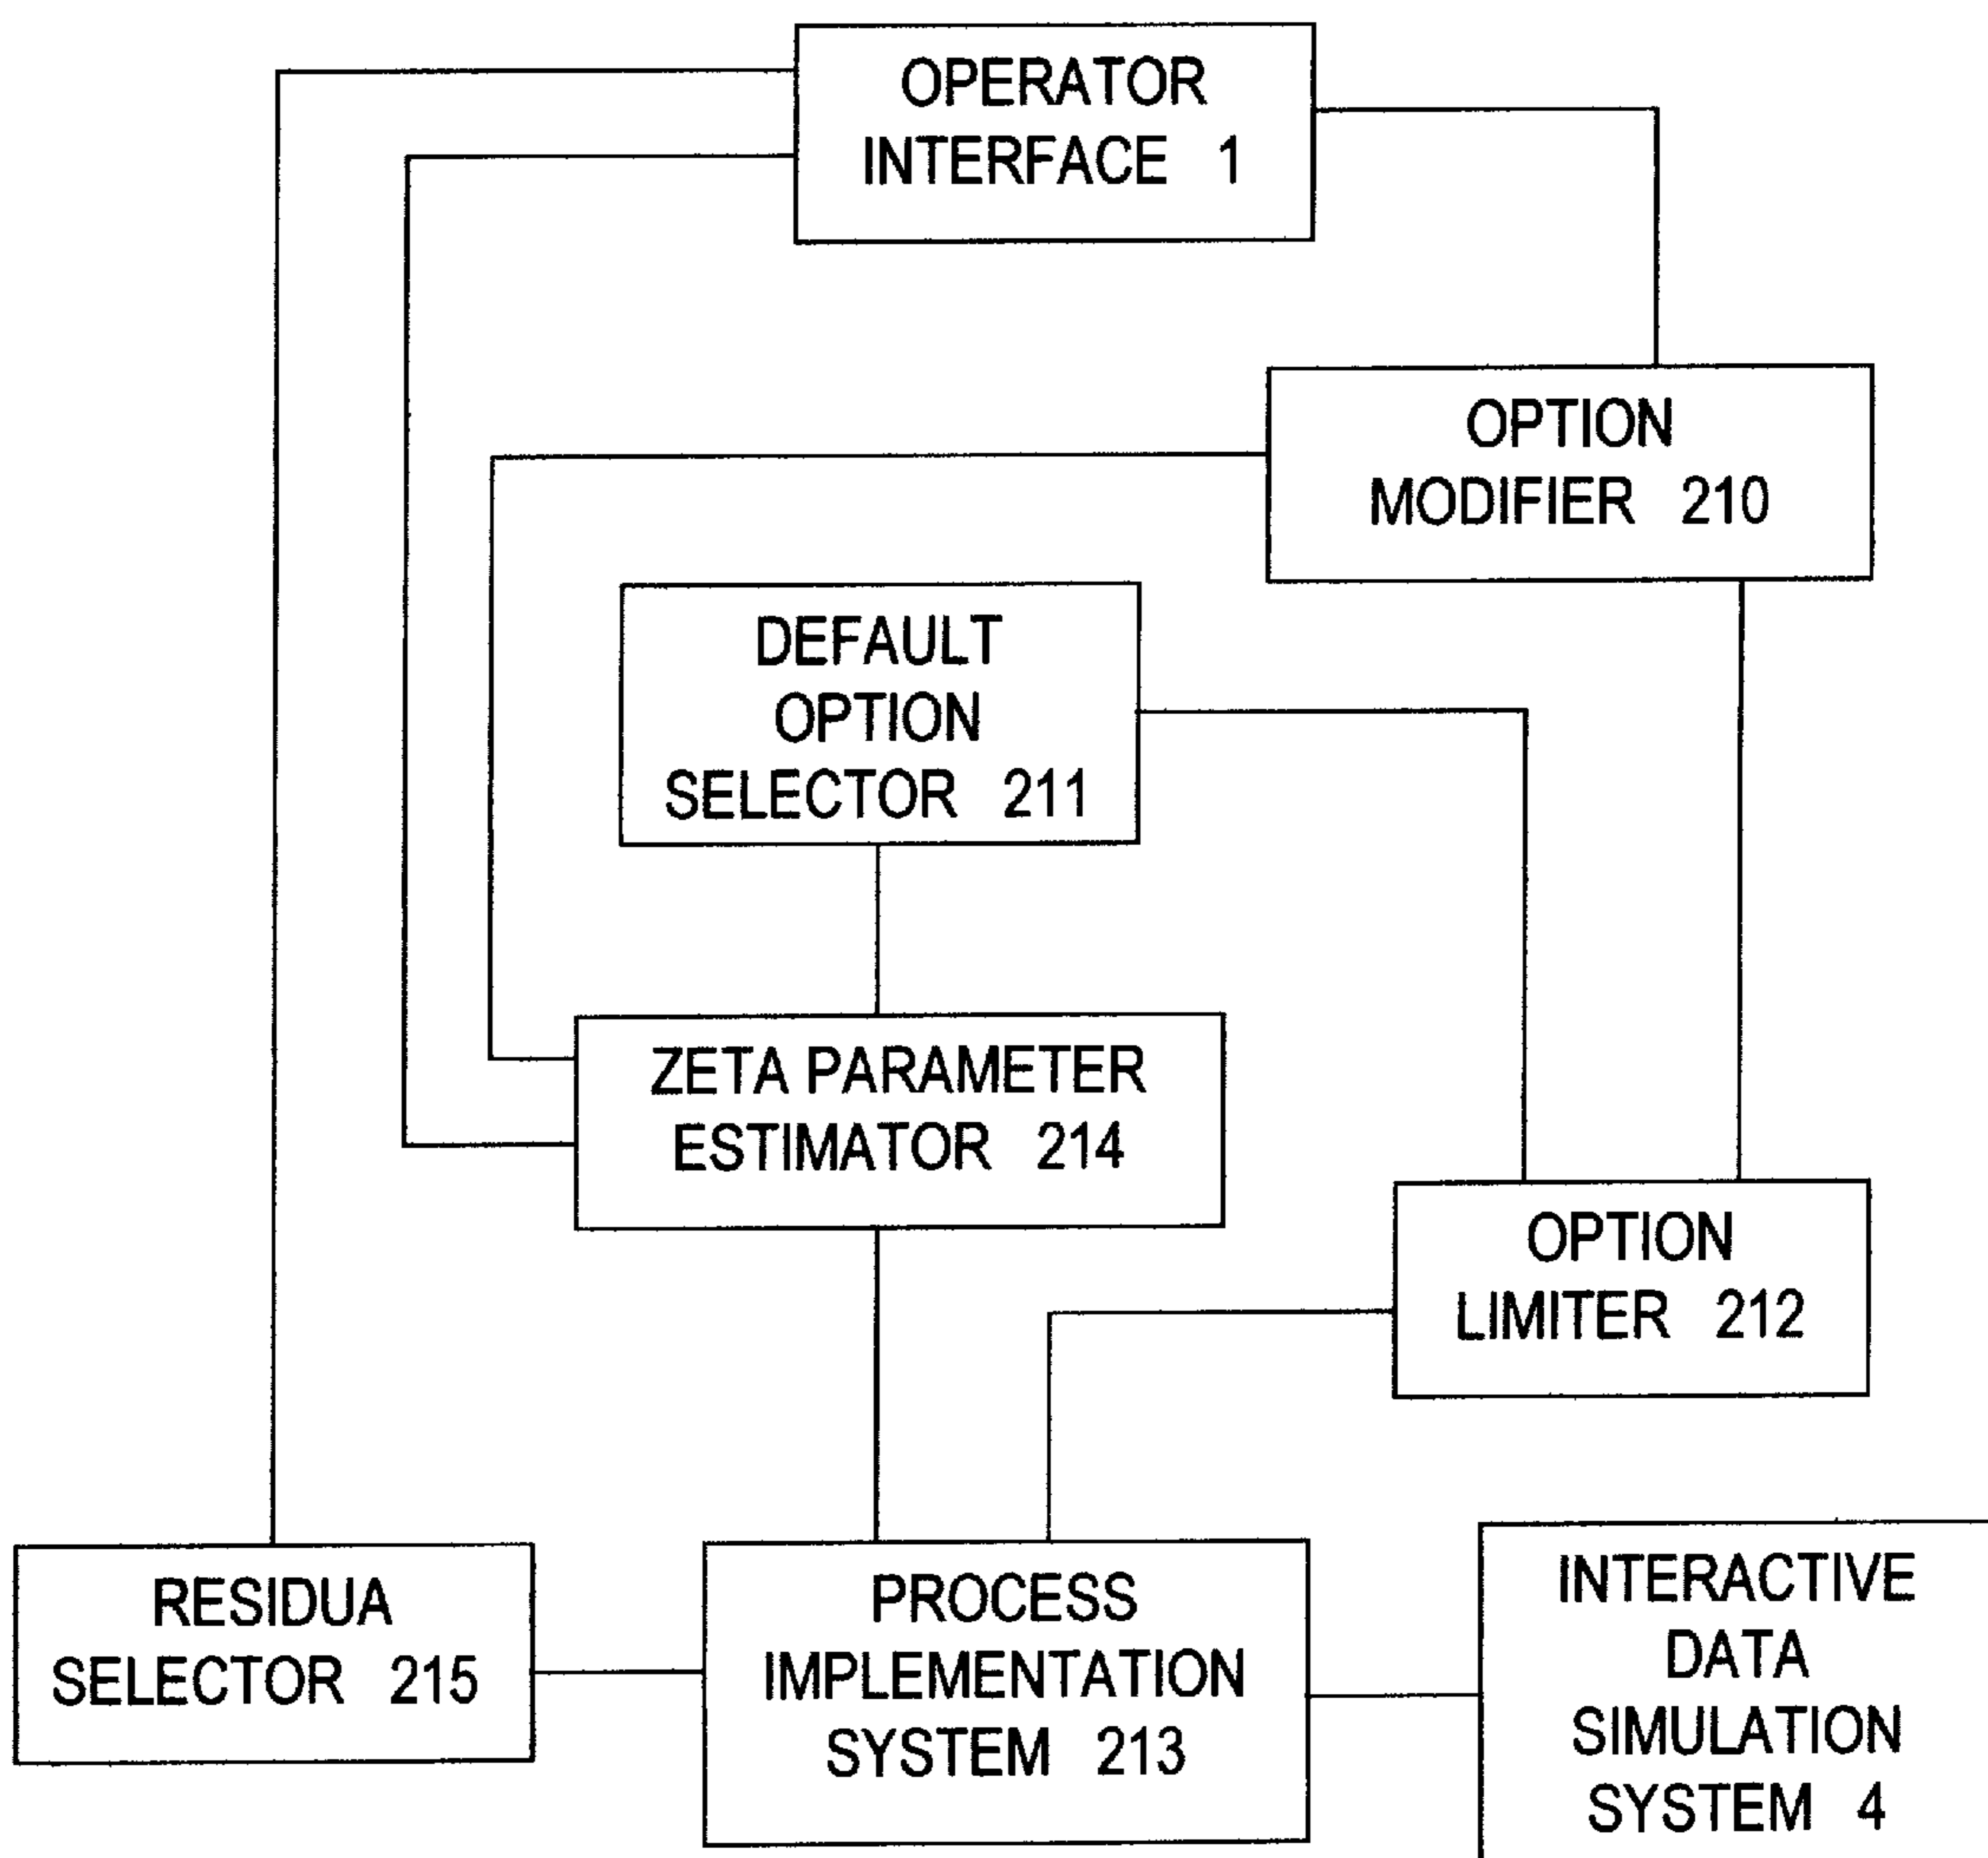 OPERATOR
INTERFACE 1
OPTION
MODIFIER 210
DEFAULT
OPTION
SELECTOR 211
ZETA PARAMETER
ESTIMATOR 214
OPTION
LIMITER 212
RESIDUA
SELECTOR 215
PROCESS
IMPLEMENTATION
SYSTEM 213
INTERACTIVE
DATA
SIMULATION
SYSTEM 4